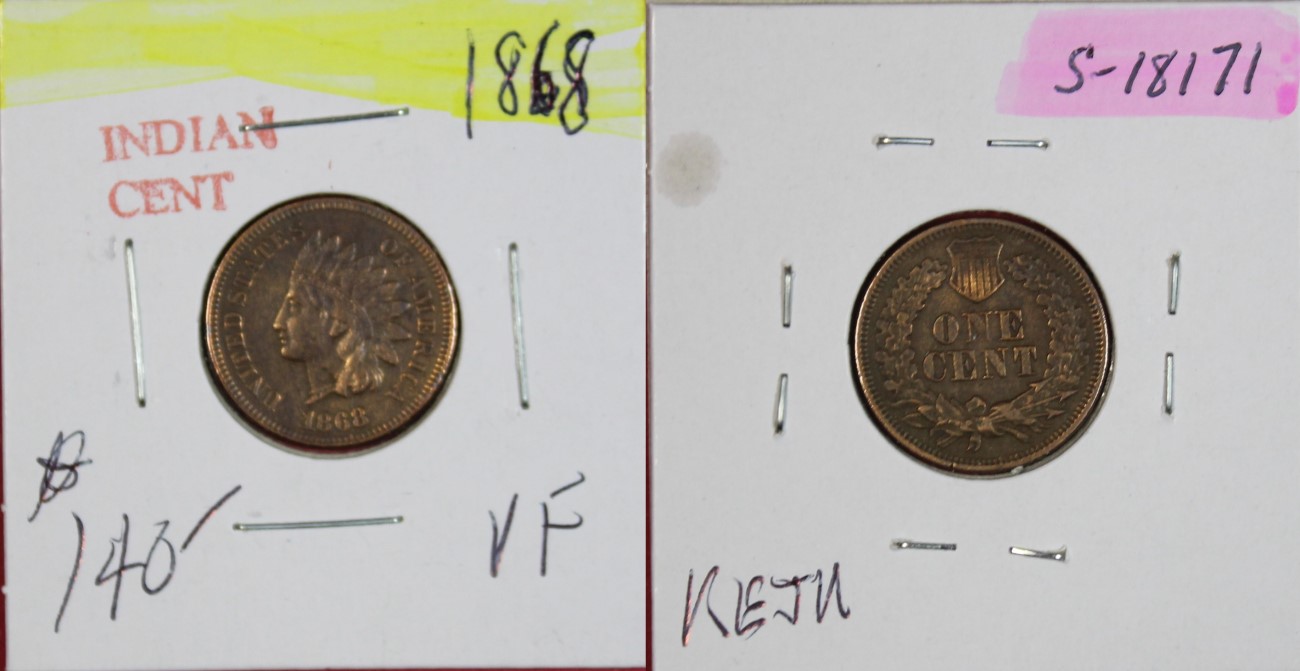 1868
INDIAN
CENT
UNITED STATES OF AMERICA
1868
$
140
VF
S-18171
ONE
CENT